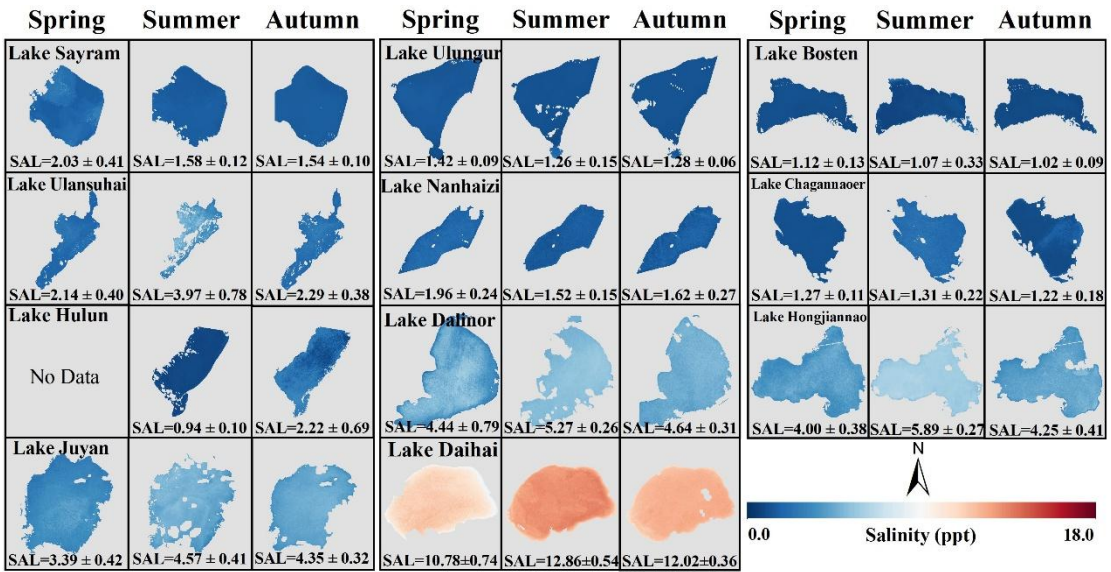 Spring Summer Autumn Spring Summer Autumn Spring Summer Autumn
Lake Sayram Lake Ulungur Lake Bosten
SAL=2.03 ± 0.41 SAL=1.58 ± 0.12 SAL=1.54 ± 0.10 SAL=1.42 ± 0.09 SAL=1.26 ± 0.15 SAL=1.28 ± 0.06 SAL=1.12 ± 0.13 SAL=1.07 ± 0.33 SAL=1.02 ± 0.09
Lake Ulansuhai Lake Nanhaizi Lake Chagannaoer
SAL=2.14 ± 0.40 SAL=3.97 ± 0.78 SAL=2.29 ± 0.38 SAL=1.96 ± 0.24 SAL=1.52 ± 0.15 SAL=1.62 ± 0.27 SAL=1.27 ± 0.11 SAL=1.31 ± 0.22 SAL=1.22 ± 0.18
Lake Hulun Lake Dalinor Lake Hongjiannao
No Data
SAL=0.94 ± 0.10 SAL=2.22 ± 0.69 SAL=4.44 ± 0.79 SAL=5.27 ± 0.26 SAL=4.64 ± 0.31 SAL=4.00 ± 0.38 SAL=5.89 ± 0.27 SAL=4.25 ± 0.41
Lake Juyan Lake Daihai
N
SAL=3.39 ± 0.42 SAL=4.57 ± 0.41 SAL=4.35 ± 0.32 SAL=10.78±0.74 SAL=12.86±0.54 SAL=12.02±0.36
0.0 Salinity (ppt) 18.0